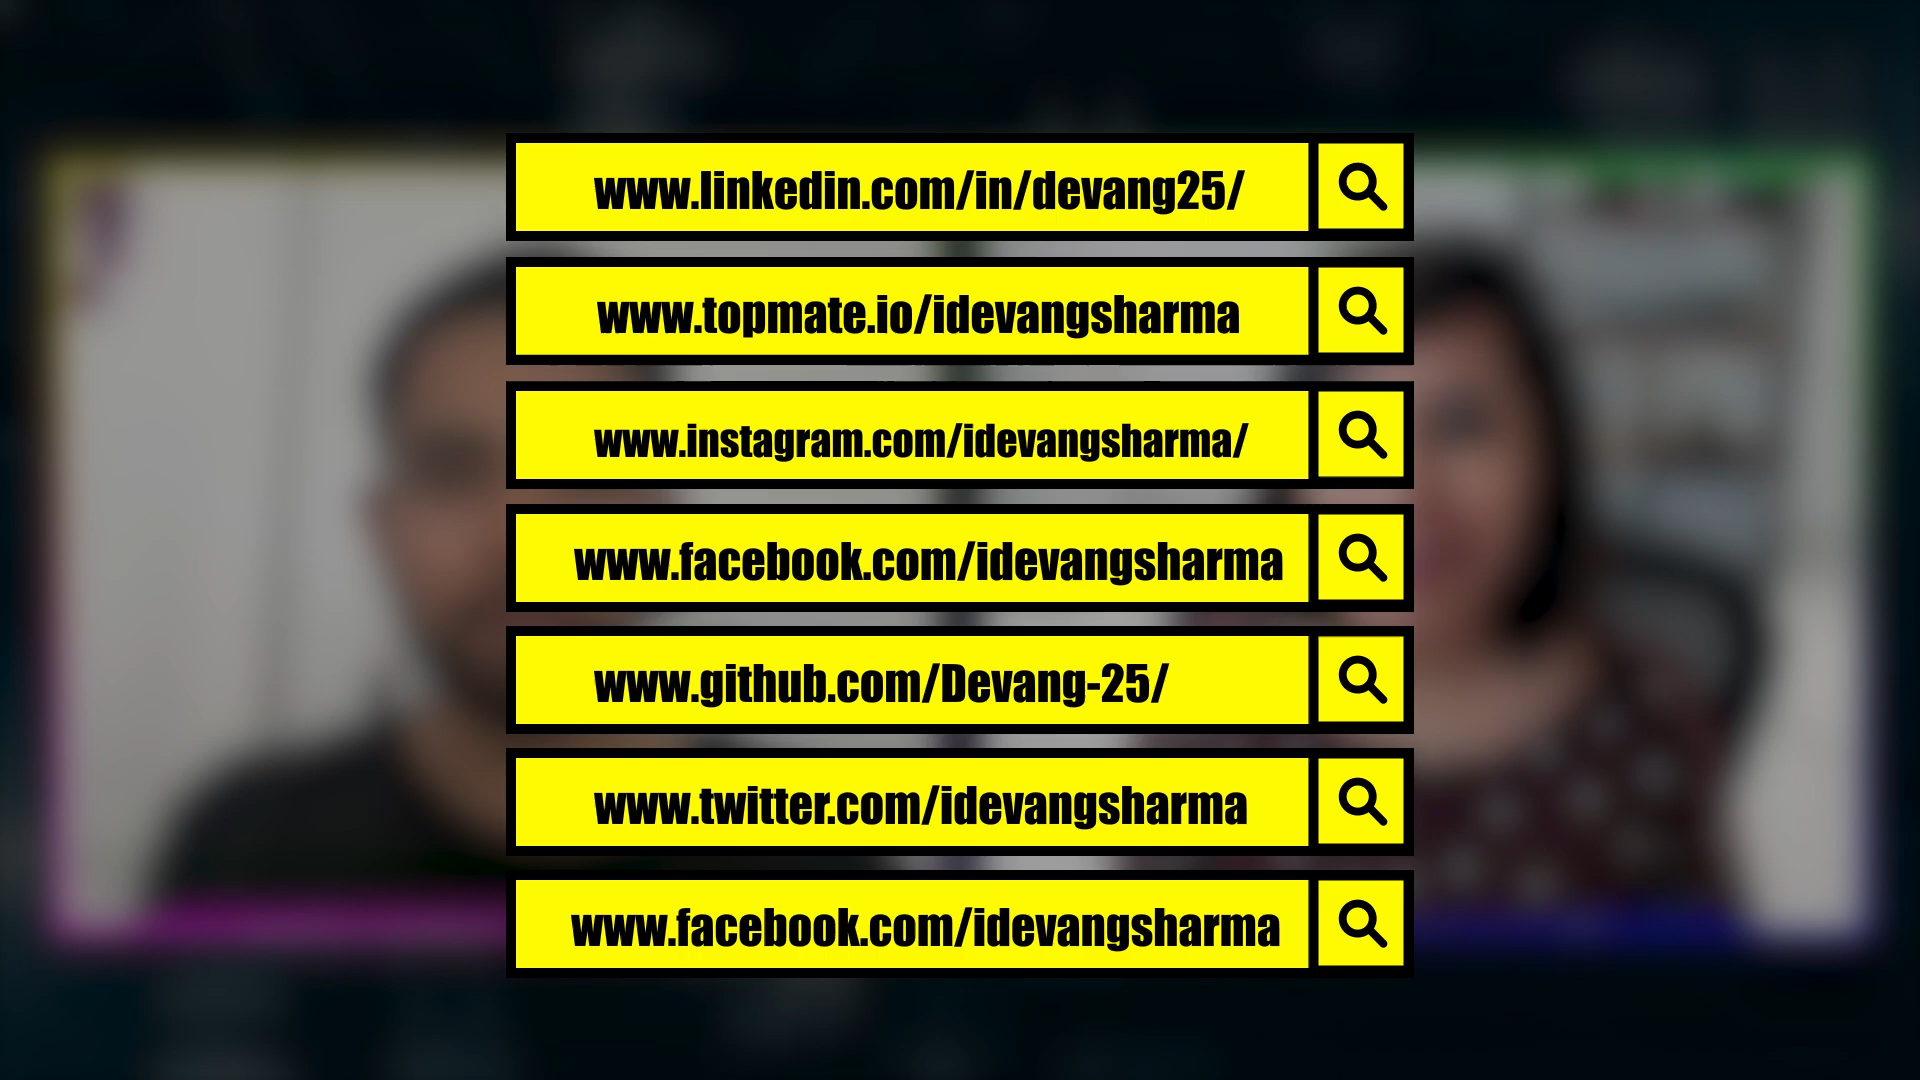 www.linkedin.com/in/devang25/
www.topmate.io/idevangsharma
www.instagram.com/idevangsharma/
www.facebook.com/idevangsharma
www.github.com/Devang-25/
www.twitter.com/idevangsharma
www.facebook.com/idevangsharma